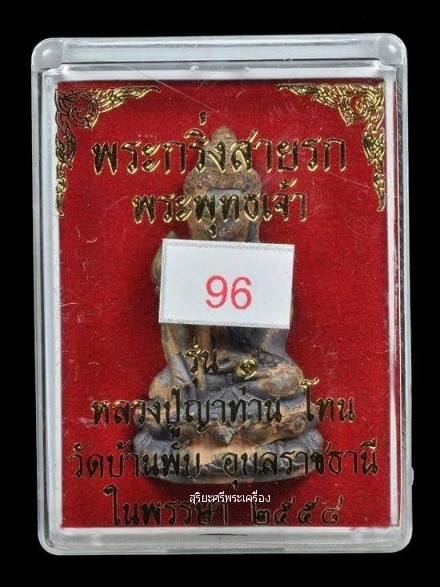 พระกริ่งสายรก
พระพุทธเจ้า
96
รุ่น ๑
หลวงปู่ญาท่าน โทน
วัดบ้านพับ อุบลราชธานี
สุริยะศรีพระเครื่อง
ในพรรษา ๒๕๕๔